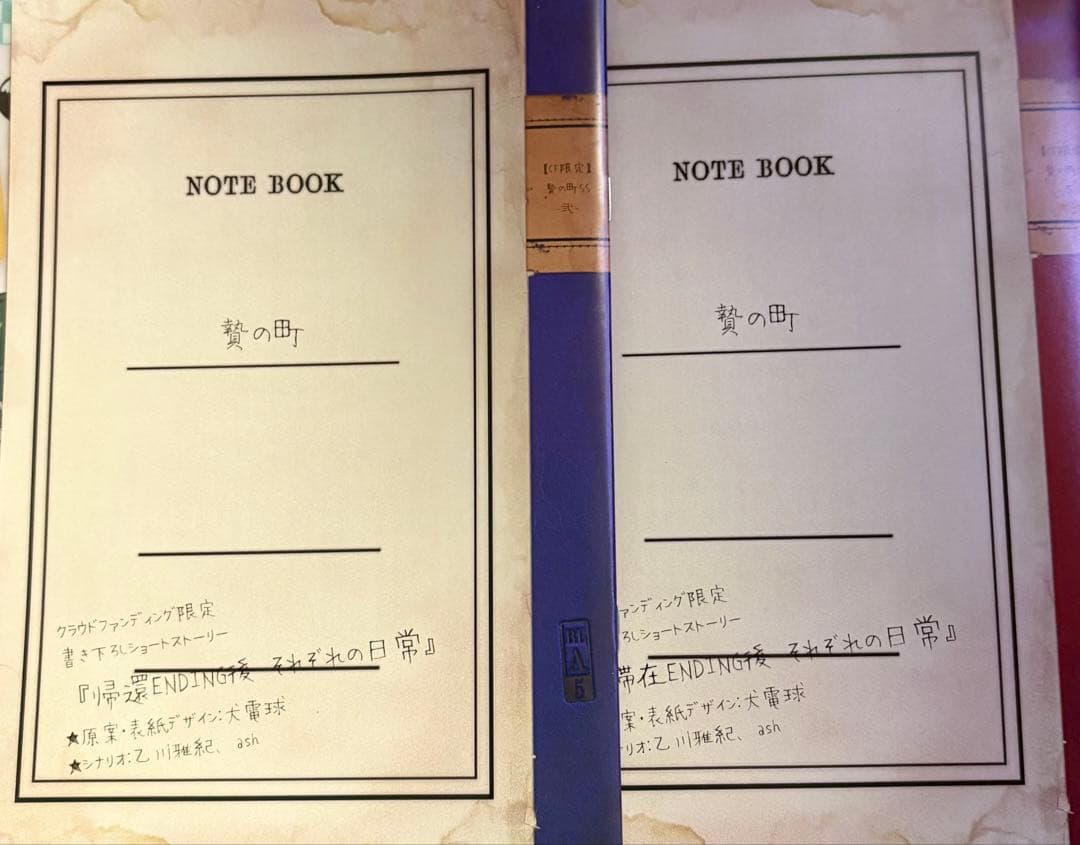 NOTE BOOK
贄の町
クラウドファンディング限定
書き下ろしショートストーリー
『帰還ENDING後 それぞれの日常』
★原案・表紙デザイン:犬電球
★シナリオ:乙川雅紀、ash
【CF限定】
贄の町SS
-弐-
BLΛ
5
NOTE BOOK
贄の町
ァンディング限定
ろしショートストーリー
滞在ENDING後 それぞれの日常』
案・表紙デザイン:犬電球
リオ:乙川雅紀、ash